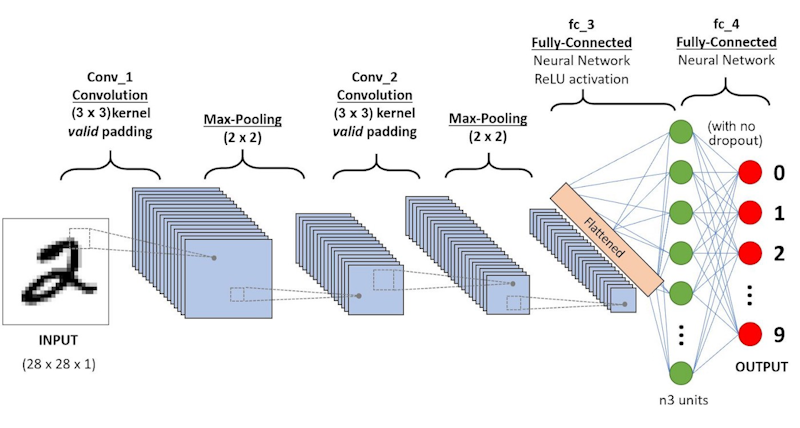 Conv_1
Convolution
(3 x 3) kernel
valid padding
Max-Pooling
(2 x 2)
Conv_2
Convolution
(3 x 3) kernel
valid padding
Max-Pooling
(2 x 2)
fc_3
Fully-Connected
Neural Network
ReLU activation
fc_4
Fully-Connected
Neural Network
(with no
dropout)
2
INPUT
(28 x 28 x 1)
Flattened
0
1
2
9
OUTPUT
n3 units